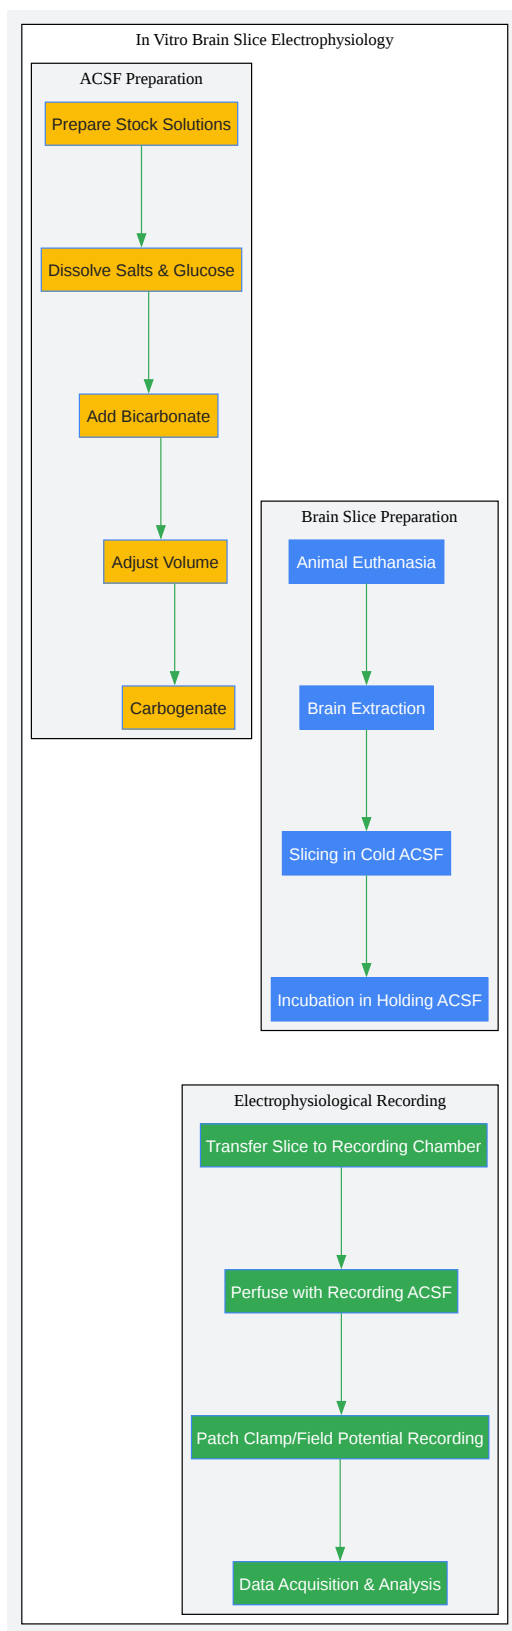 In Vitro Brain Slice Electrophysiology
ACSF Preparation
Prepare Stock Solutions
Dissolve Salts & Glucose
Add Bicarbonate
Adjust Volume
Carbogenate
Brain Slice Preparation
Animal Euthanasia
Brain Extraction
Slicing in Cold ACSF
Incubation in Holding ACSF
Electrophysiological Recording
Transfer Slice to Recording Chamber
Perfuse with Recording ACSF
Patch Clamp/Field Potential Recording
Data Acquisition & Analysis